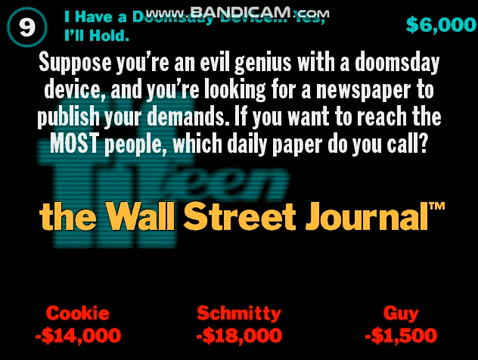 WWW.BANDICAM.COM
9
I Have a Doomsday Device... Yes,
I'll Hold.
$6,000
Suppose you're an evil genius with a doomsday
device, and you're looking for a newspaper to
publish your demands. If you want to reach the
MOST people, which daily paper do you call?
the Wall Street Journal™
Cookie
-$14,000
Schmitty
-$18,000
Guy
-$1,500